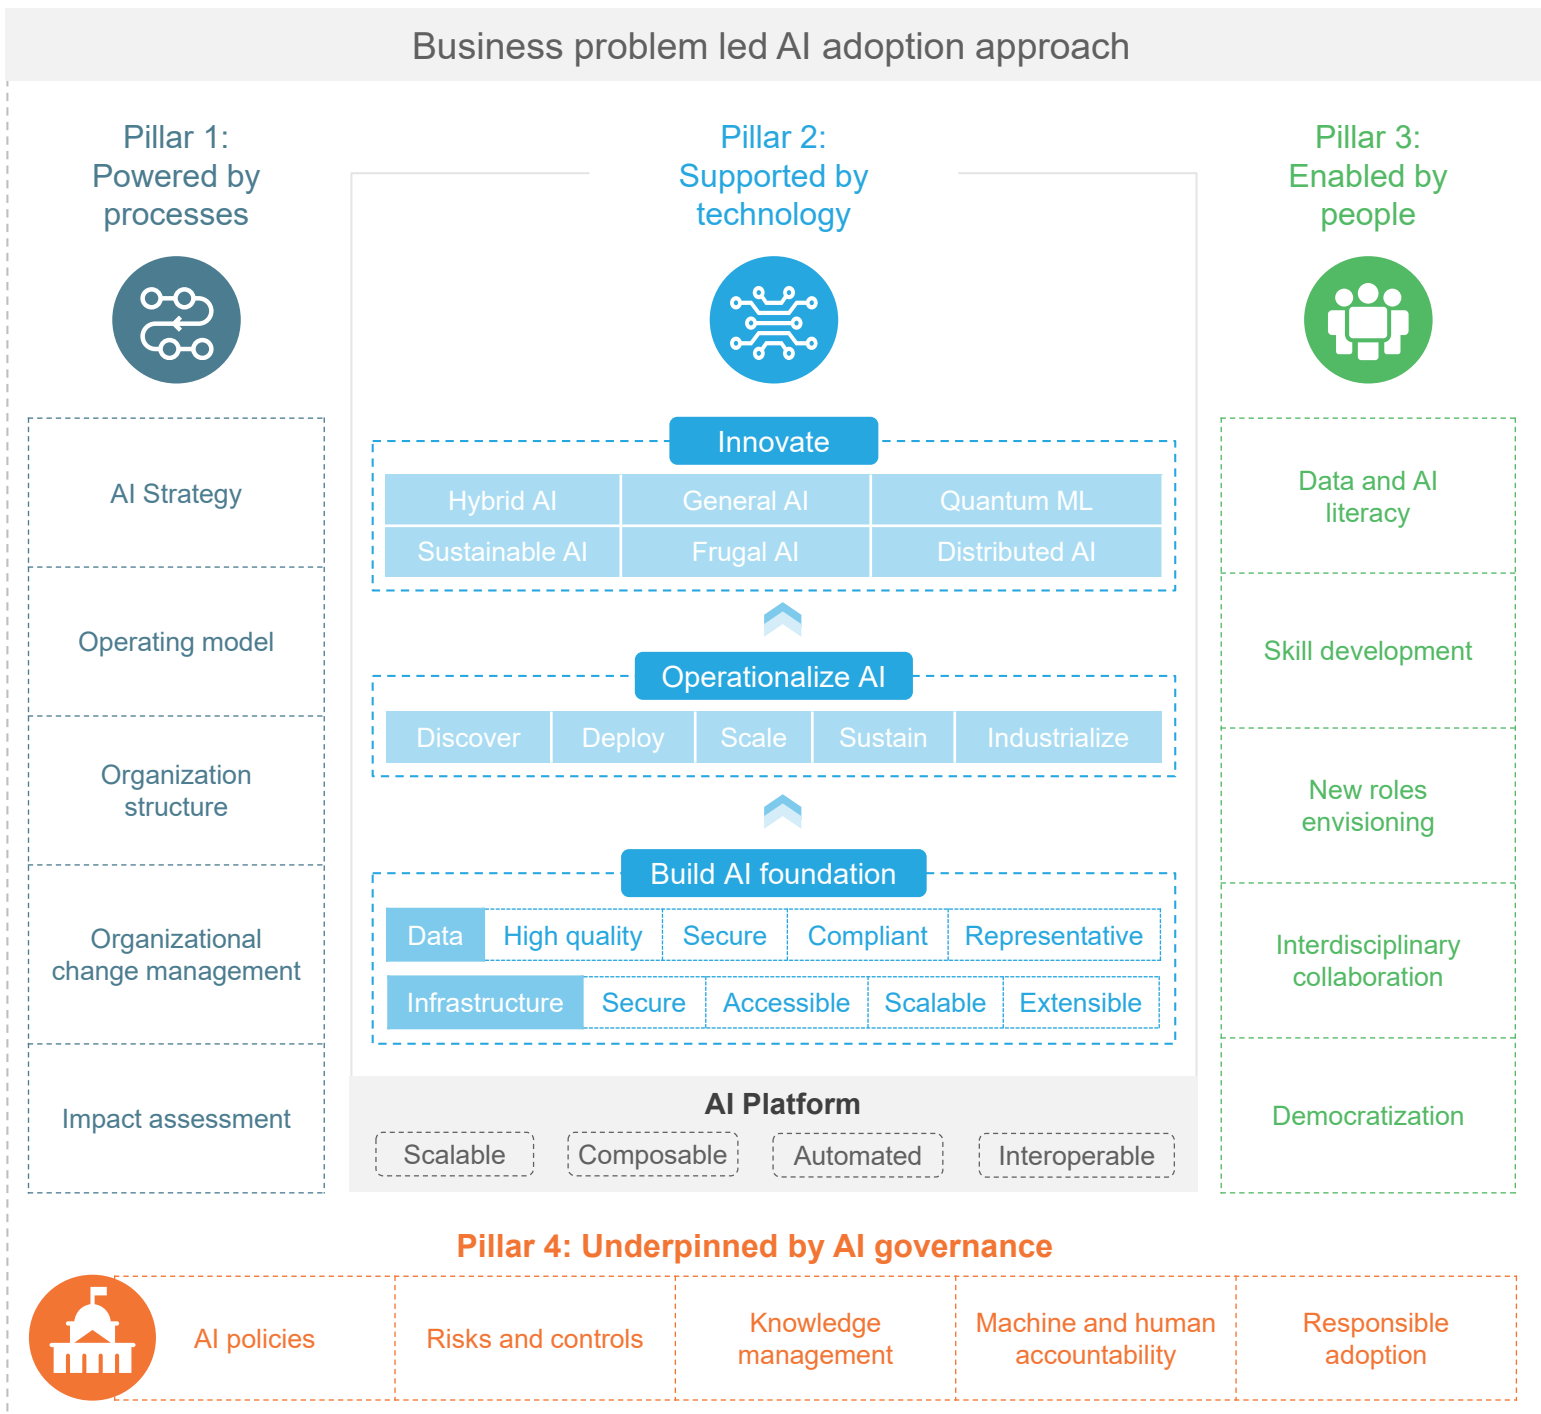 Business problem led AI adoption approach
Pillar 1:
Powered by
processes
AI Strategy
Operating model
Organization
structure
Organizational
change management
Impact assessment
Pillar 2:
Supported by
technology
Innovate
Hybrid AI
General AI
Quantum ML
Sustainable AI
Frugal AI
Distributed AI
Operationalize AI
Discover
Deploy
Scale
Sustain
Industrialize
Build AI foundation
Data
High quality
Secure
Compliant
Representative
Infrastructure
Secure
Accessible
Scalable
Extensible
AI Platform
Scalable
Composable
Automated
Interoperable
Pillar 3:
Enabled by
people
Data and AI
literacy
Skill development
New roles
envisioning
Interdisciplinary
collaboration
Democratization
Pillar 4: Underpinned by AI governance
AI policies
Risks and controls
Knowledge
management
Machine and human
accountability
Responsible
adoption